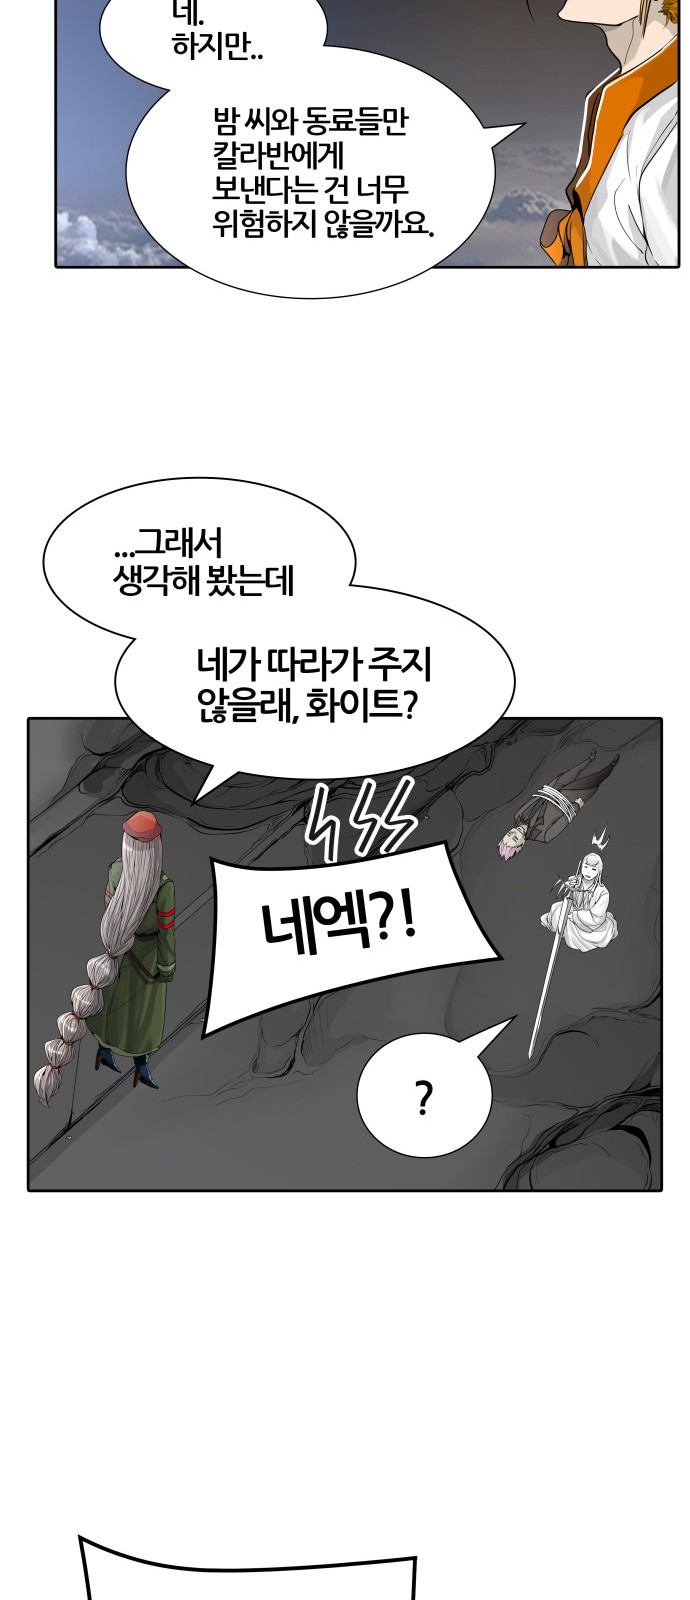 네.
하지만..
밤 씨와 동료들만
칼라반에게
보낸다는 건 너무
위험하지 않을까요.
...그래서
생각해 봤는데
네가 따라가 주지
않을래, 화이트?
네엑?!
?